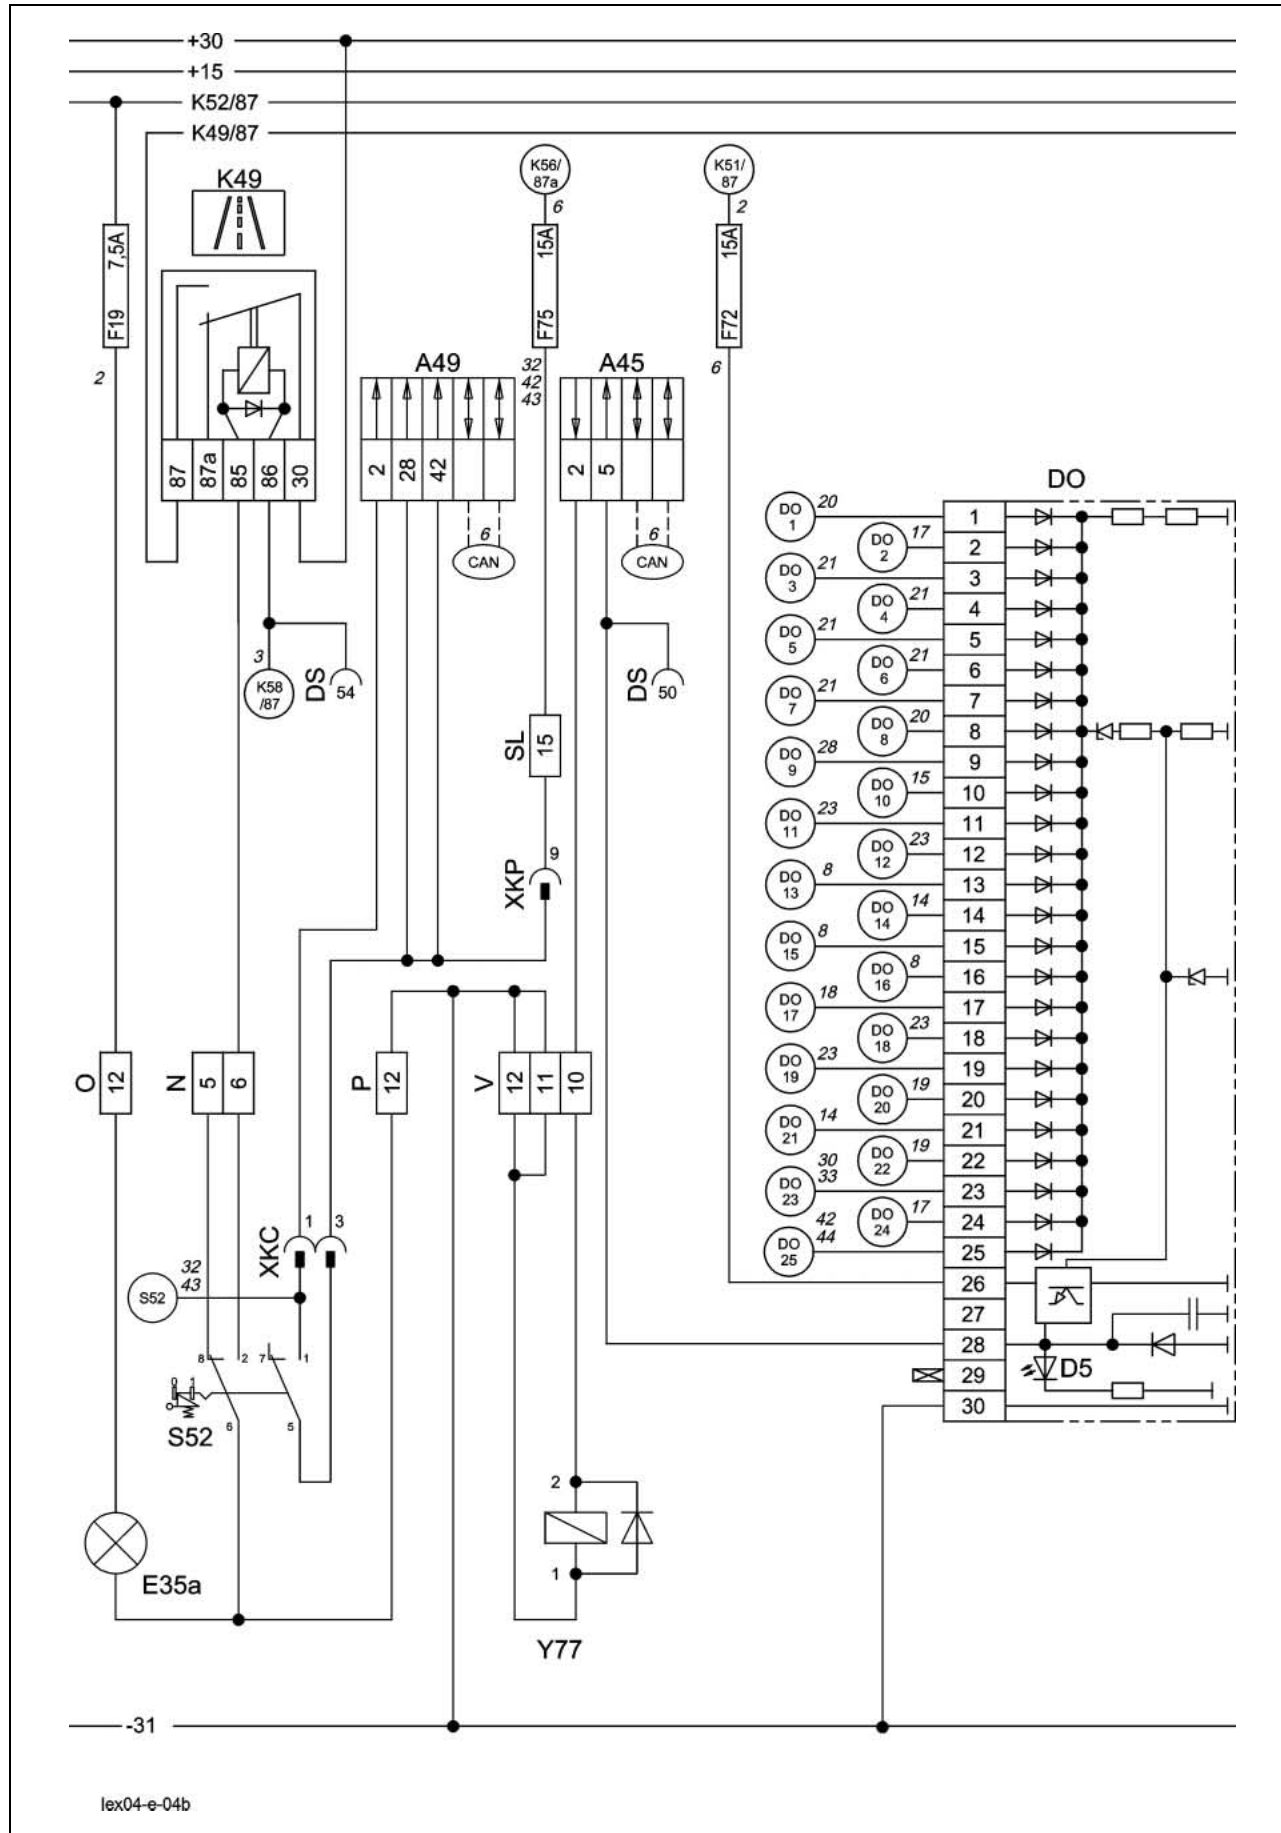 +30
+15
K52/87
K49/87
K49
K56/
87a
6
K51/
87
2
7,5A
F19
2
15A
F75
32
42
43
15A
F72
6
87
87a
85
86
30
A49
2
28
42
6
CAN
A45
2
5
6
CAN
3
K58
/87
DS
54
DS
50
SL
15
XKP
9
DO
DO
1
20
1
DO
2
17
2
DO
3
21
3
DO
4
21
4
DO
5
21
5
DO
6
21
6
DO
7
21
7
DO
8
20
8
DO
9
28
9
DO
10
15
10
DO
11
23
11
DO
12
23
12
DO
13
8
13
DO
14
14
14
DO
15
8
15
DO
16
8
16
DO
17
18
17
DO
18
23
18
DO
19
23
19
DO
20
19
20
DO
21
14
21
DO
22
19
22
DO
23
30
33
23
DO
24
17
24
DO
25
42
44
25
26
27
28
29
30
D5
O
12
N
5
6
P
12
V
12
11
10
XKC
1
3
S52
32
43
8
2
7
1
0
1
6
5
S52
E35a
2
1
Y77
-31
lex04-e-04b